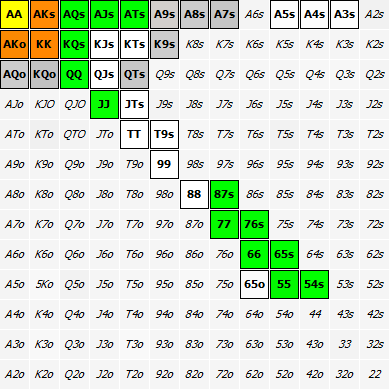 AA AKs AQs AJs ATs A9s A8s A7s A6s A5s A4s A3s A2s
AKo KK KQs KJs KTs K9s K8s K7s K6s K5s K4s K3s K2s
AQo KQo QQ QJs QTs Q9s Q8s Q7s Q6s Q5s Q4s Q3s Q2s
AJo KJO QJO JJ JTs J9s J8s J7s J6s J5s J4s J3s J2s
ATo KTo QTO JTo TT T9s T8s T7s T6s T5s T4s T3s T2s
A9o K9o Q9o J9o T9o 99 98s 97s 96s 95s 94s 93s 92s
A8o K8o Q8o J8o T8o 98o 88 87s 86s 85s 84s 83s 82s
A7o K7o Q7o J7o T7o 97o 87o 77 76s 75s 74s 73s 72s
A6o K6o Q6o J6o T6o 96o 86o 76o 66 65s 64s 63s 62s
A5o 5Ko Q5o J5o T5o 95o 85o 75o 65o 55 54s 53s 52s
A4o K4o Q4o J4o T4o 94o 84o 74o 64o 54o 44 43s 42s
A3o K3o Q3o J3o T3o 93o 83o 73o 63o 53o 43o 33 32s
A2o K2o Q2o J2o T2o 92o 82o 72o 62o 52o 42o 32o 22